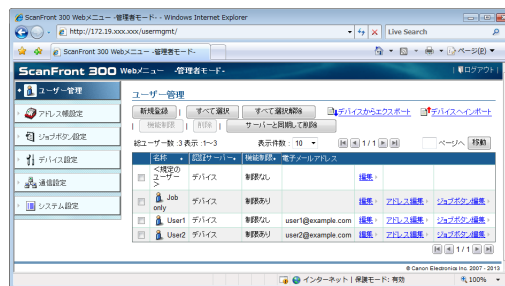 ScanFront 300 Webメニュー -管理者モード- - Windows Internet Explorer
http://172.19.xxx.xxx/usermgmt/
Live Search
ScanFront 300 Webメニュー -管理者モード-
ページ(P)
ScanFront 300 Webメニュー -管理者モード-
ログアウト
ユーザー管理
アドレス帳設定
ジョブボタン設定
デバイス設定
通信設定
システム設定
ユーザー管理
新規登録 | すべて選択 すべて選択解除 デバイスからエクスポート デバイスへインポート
機能制限 | 削除 | サーバーと同期して削除
総ユーザー数 :3 表示 :1~3 表示件数 : 10 1 / 1 ページへ 移動
名称 認証サーバー 機能制限 電子メールアドレス
<規定のユーザー> デバイス 制限なし 編集
Job only デバイス 制限あり 編集 アドレス編集 ジョブボタン編集
User1 デバイス 制限なし user1@example.com 編集 アドレス編集 ジョブボタン編集
User2 デバイス 制限あり user2@example.com 編集 アドレス編集 ジョブボタン編集
1 / 1
© Canon Electronics Inc. 2007 - 2013
インターネット | 保護モード: 有効 100%